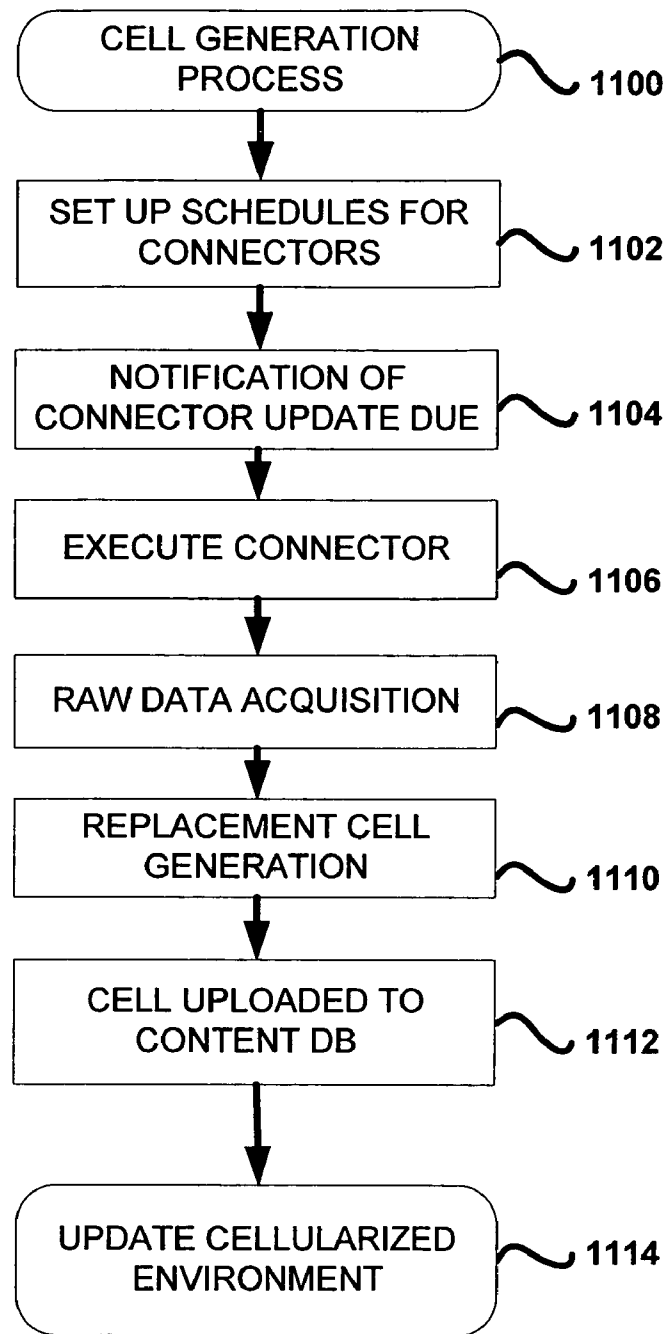 CELL GENERATION
PROCESS
1100
SET UP SCHEDULES FOR
CONNECTORS
1102
NOTIFICATION OF
CONNECTOR UPDATE DUE
1104
EXECUTE CONNECTOR
1106
RAW DATA ACQUISITION
1108
REPLACEMENT CELL
GENERATION
1110
CELL UPLOADED TO
CONTENT DB
1112
UPDATE CELLULARIZED
ENVIRONMENT
1114